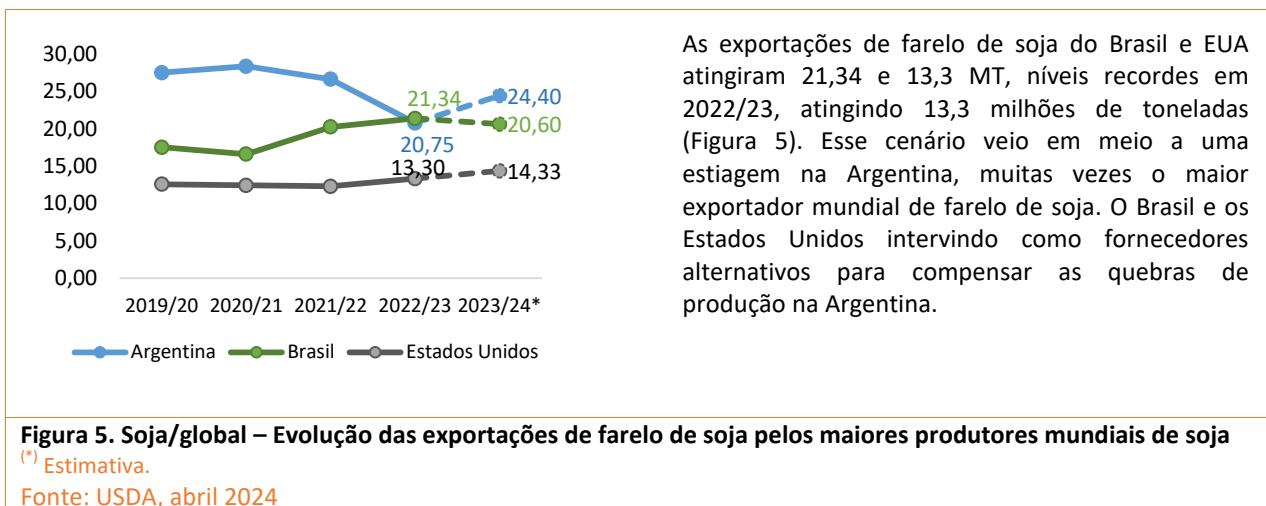 30,00
25,00
20,00
15,00
10,00
5,00
0,00
21,34
24,40
20,60
20,75
13,30
14,33
2019/20 2020/21 2021/22 2022/23 2023/24*
Argentina Brasil Estados Unidos
As exportações de farelo de soja do Brasil e EUA
atingiram 21,34 e 13,3 MT, níveis recordes em
2022/23, atingindo 13,3 milhões de toneladas
(Figura 5). Esse cenário veio em meio a uma
estiagem na Argentina, muitas vezes o maior
exportador mundial de farelo de soja. O Brasil e os
Estados Unidos intervindo como fornecedores
alternativos para compensar as quebras de
produção na Argentina.
Figura 5. Soja/global – Evolução das exportações de farelo de soja pelos maiores produtores mundiais de soja
(*) Estimativa.
Fonte: USDA, abril 2024